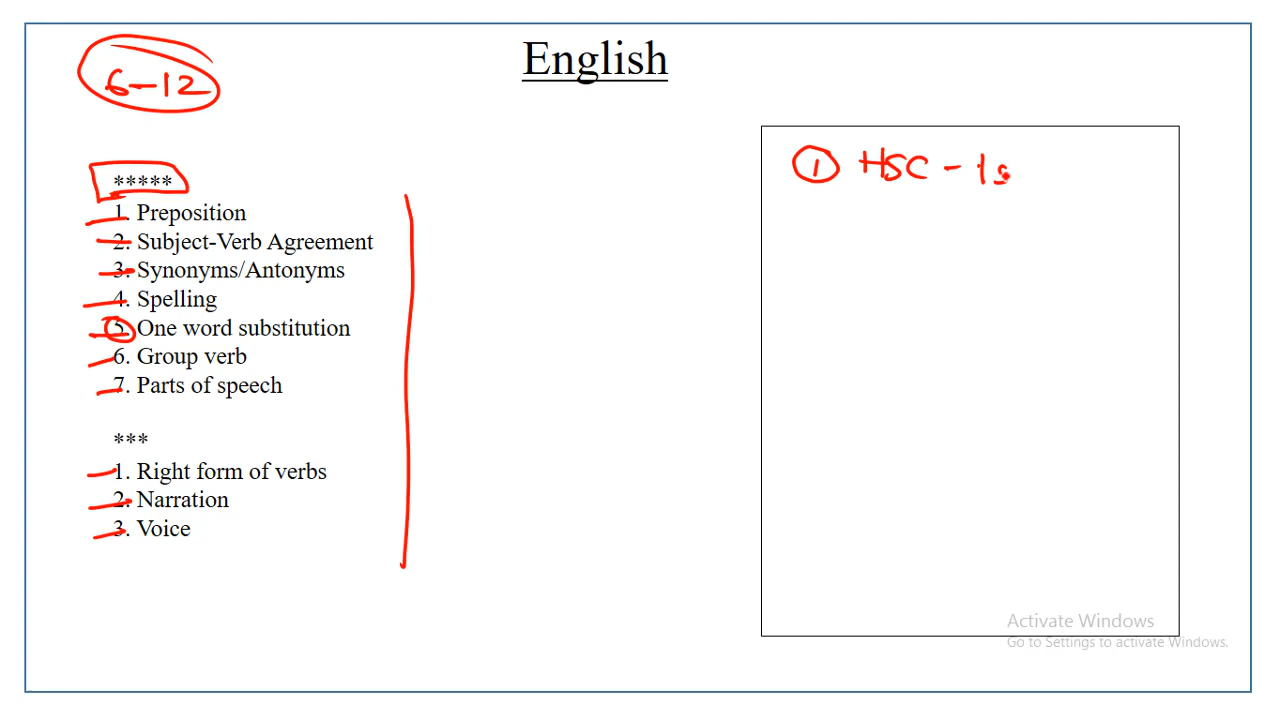 English
6-12
*****
1. Preposition
2. Subject-Verb Agreement
3. Synonyms/Antonyms
4. Spelling
5. One word substitution
6. Group verb
7. Parts of speech
***
1. Right form of verbs
2. Narration
3. Voice
1 HSC - 1s
Activate Windows
Go to Settings to activate Windows.